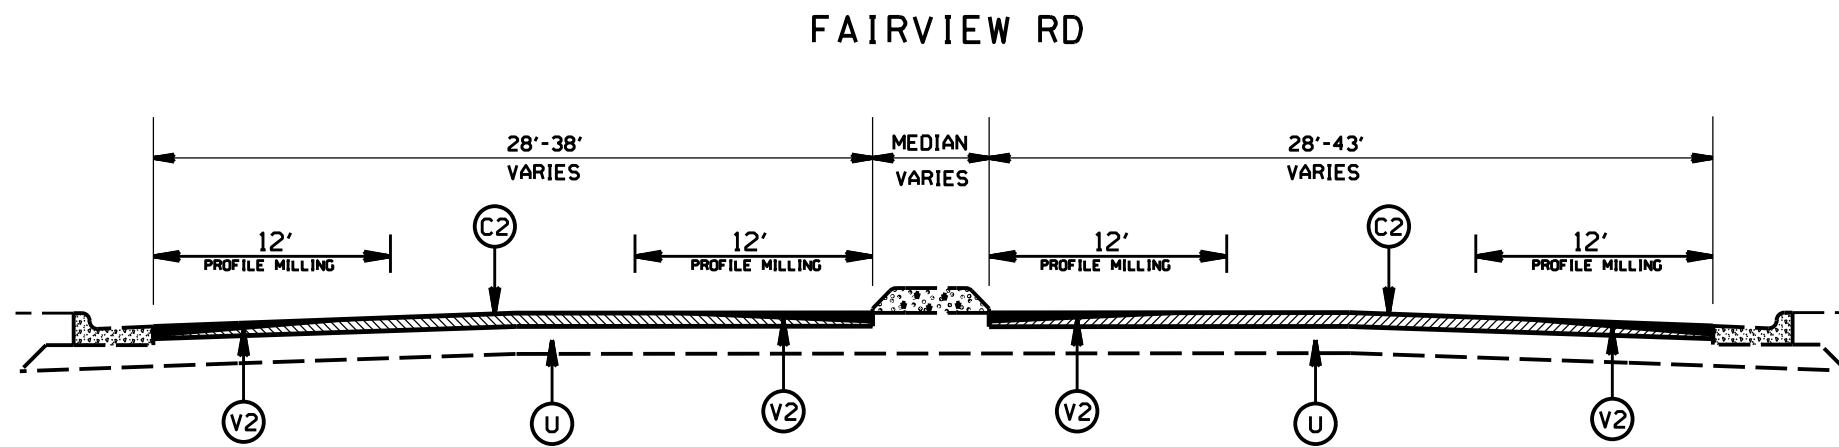 FAIRVIEW RD
28'-38'
VARIES
MEDIAN
VARIES
28'-43'
VARIES
C2
C2
12'
PROFILE MILLING
12'
PROFILE MILLING
12'
PROFILE MILLING
12'
PROFILE MILLING
V2
U
V2
V2
U
V2